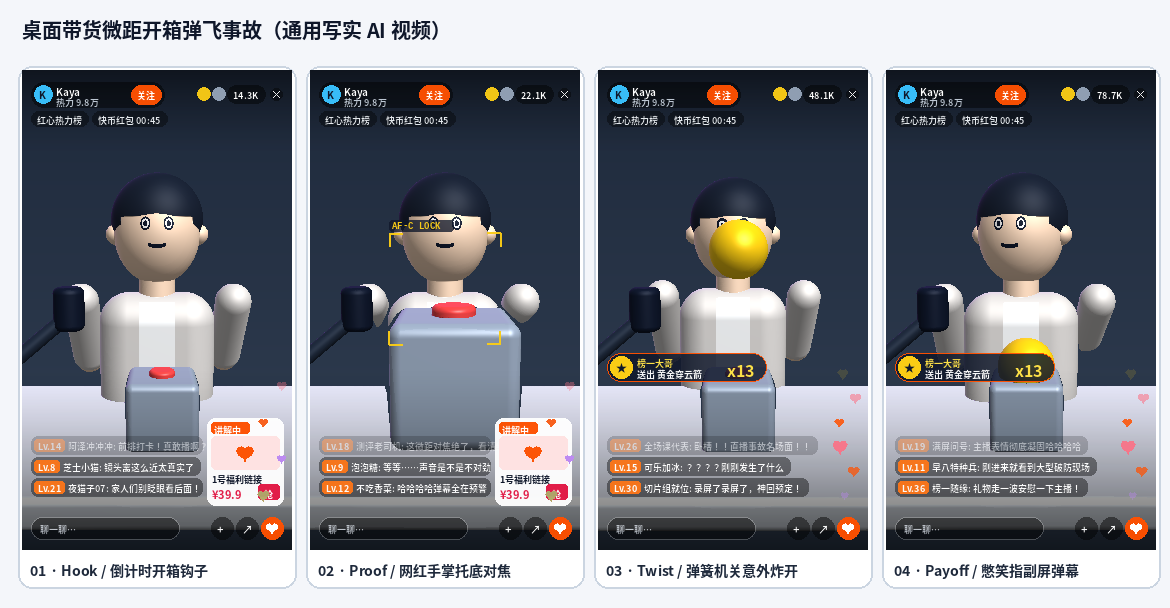 桌面带货微距开箱弹飞事故（通用写实 AI 视频）
K Kaya
热力 9.8万
关注
14.3K ×
红心热力榜 快币红包 00:45
Lv.14 阿泽冲冲冲: 前排打卡！真敢播啊
Lv.8 芝士小猫: 镜头离这么近太真实了
Lv.21 夜猫子07: 家人们别眨眼看后面！
讲解中
1号福利链接
¥39.9
聊一聊…
+ ↗
01 · Hook / 倒计时开箱钩子
K Kaya
热力 9.8万
关注
22.1K ×
红心热力榜 快币红包 00:45
AF-C LOCK
Lv.18 测评老司机: 这微距对焦绝了，看清
Lv.9 泡泡糖: 等等……声音是不是不对劲
Lv.12 不吃香菜: 哈哈哈哈弹幕全在预警
讲解中
1号福利链接
¥39.9
聊一聊…
+ ↗
02 · Proof / 网红手掌托底对焦
K Kaya
热力 9.8万
关注
48.1K ×
红心热力榜 快币红包 00:45
榜一大哥
送出 黄金穿云箭
x13
Lv.26 全场课代表: 卧槽！！直播事故名场面！！
Lv.15 可乐加冰: ？？？？刚刚发生了什么
Lv.30 切片组就位: 录屏了录屏了，神回预定！
聊一聊…
+ ↗
03 · Twist / 弹簧机关意外炸开
K Kaya
热力 9.8万
关注
78.7K ×
红心热力榜 快币红包 00:45
榜一大哥
送出 黄金穿云箭
x13
Lv.19 满屏问号: 主播表情彻底凝固哈哈哈哈
Lv.11 早八特种兵: 刚进来就看到大型破防现场
Lv.36 榜一随缘: 礼物走一波安慰一下主播！
聊一聊…
+ ↗
04 · Payoff / 憋笑指副屏弹幕